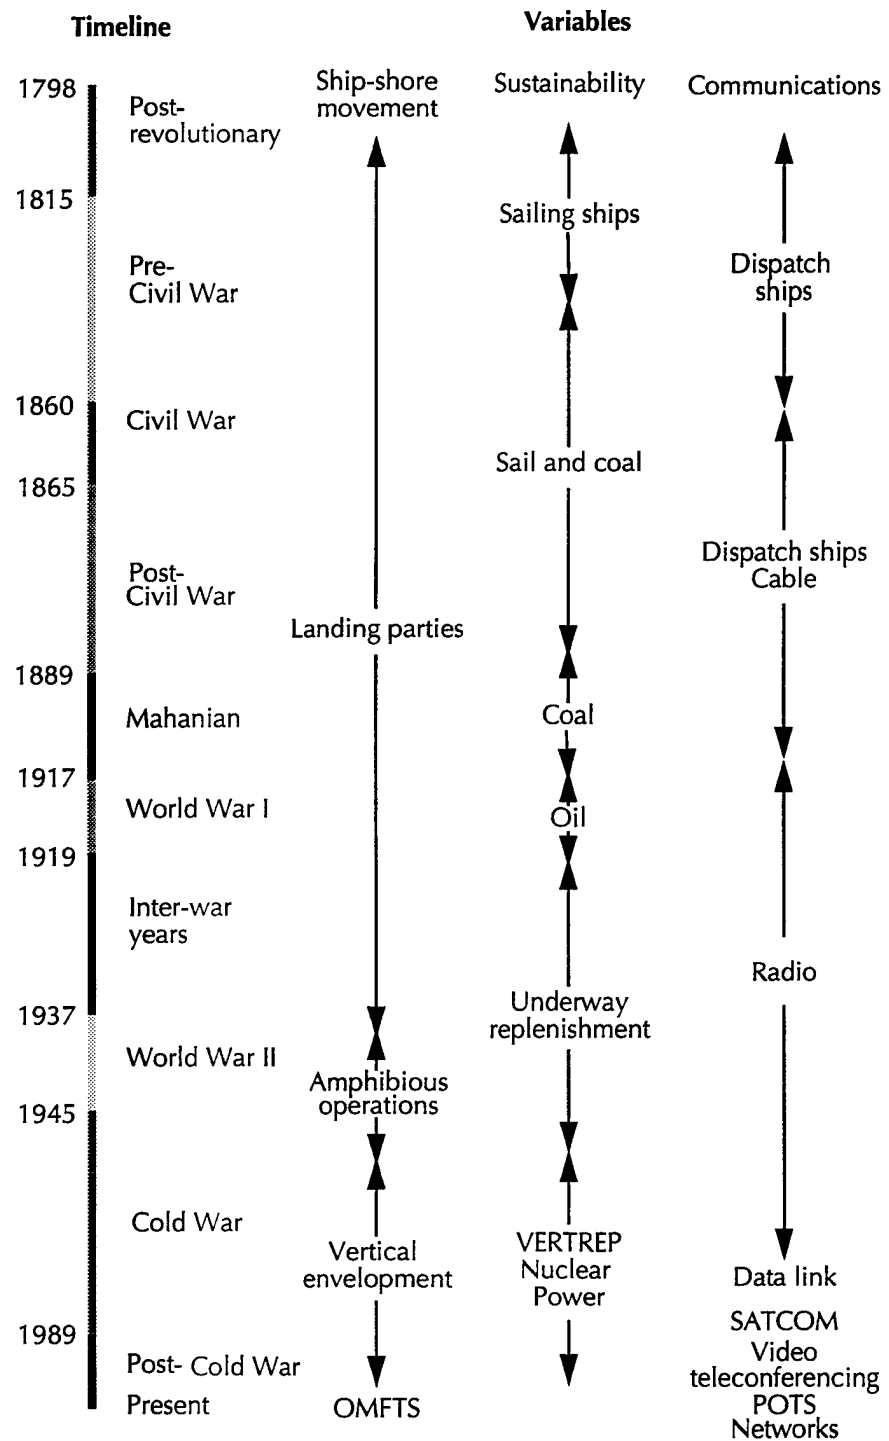 Timeline
Variables
Ship-shore
movement
Sustainability
Communications
1798
Post-
revolutionary
1815
Sailing ships
Pre-
Civil War
Dispatch
ships
1860
Civil War
Sail and coal
1865
Dispatch ships
Cable
Post-
Civil War
Landing parties
1889
Mahanian
Coal
1917
World War I
Oil
1919
Inter-war
years
Radio
1937
Underway
replenishment
World War II
Amphibious
operations
1945
Cold War
Vertical
envelopment
VERTREP
Nuclear
Power
Data link
1989
SATCOM
Video
teleconferencing
Post- Cold War
Present
OMFTS
POTS
Networks